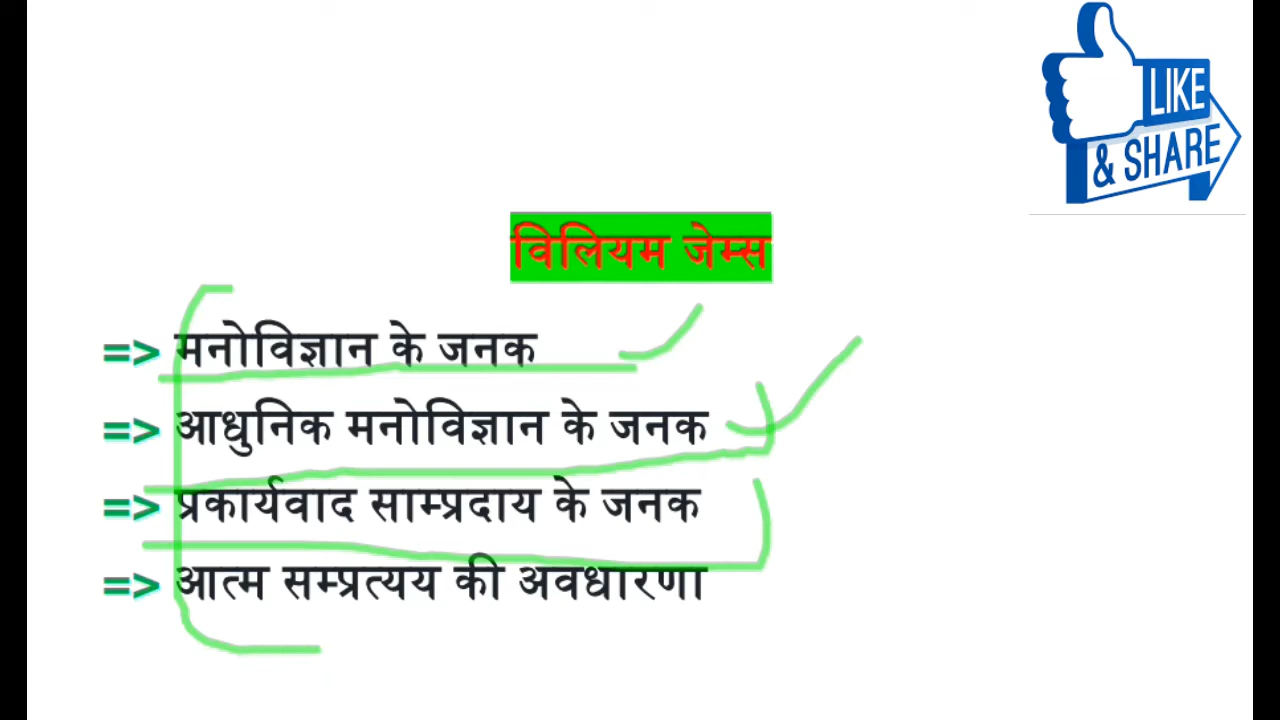 LIKE
& SHARE
विलियम जेम्स
=> मनोविज्ञान के जनक
=> आधुनिक मनोविज्ञान के जनक
=> प्रकार्यवाद साम्प्रदाय के जनक
=> आत्म सम्प्रत्यय की अवधारणा